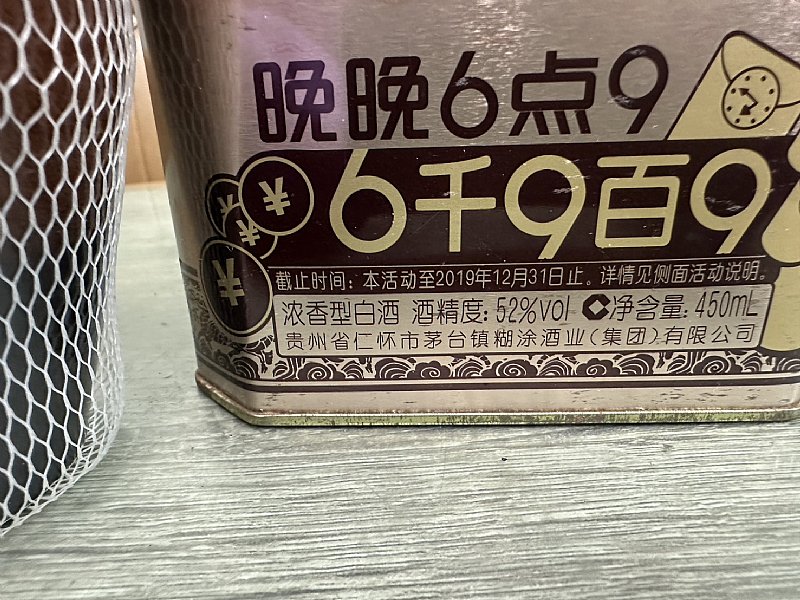 晚晚6点9
6千9百9
截止时间：本活动至2019年12月31日止。详情见侧面活动说明。
浓香型白酒 酒精度：52%vol 净含量：450mL
贵州省仁怀市茅台镇糊涂酒业(集团)有限公司